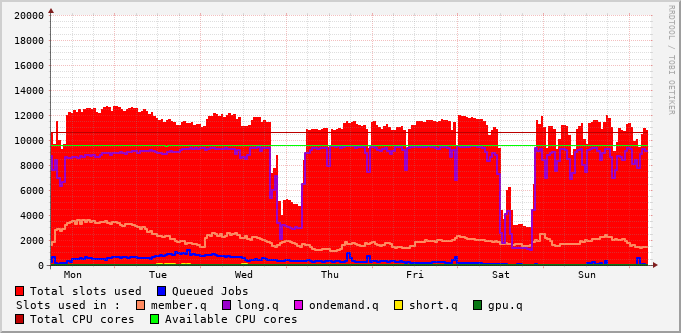 20000
18000
16000
14000
12000
10000
8000
6000
4000
2000
0
Mon Tue Wed Thu Fri Sat Sun
RRDTOOL / TOBI OETIKER
Total slots used Queued Jobs
Slots used in : member.q long.q ondemand.q short.q gpu.q
Total CPU cores Available CPU cores